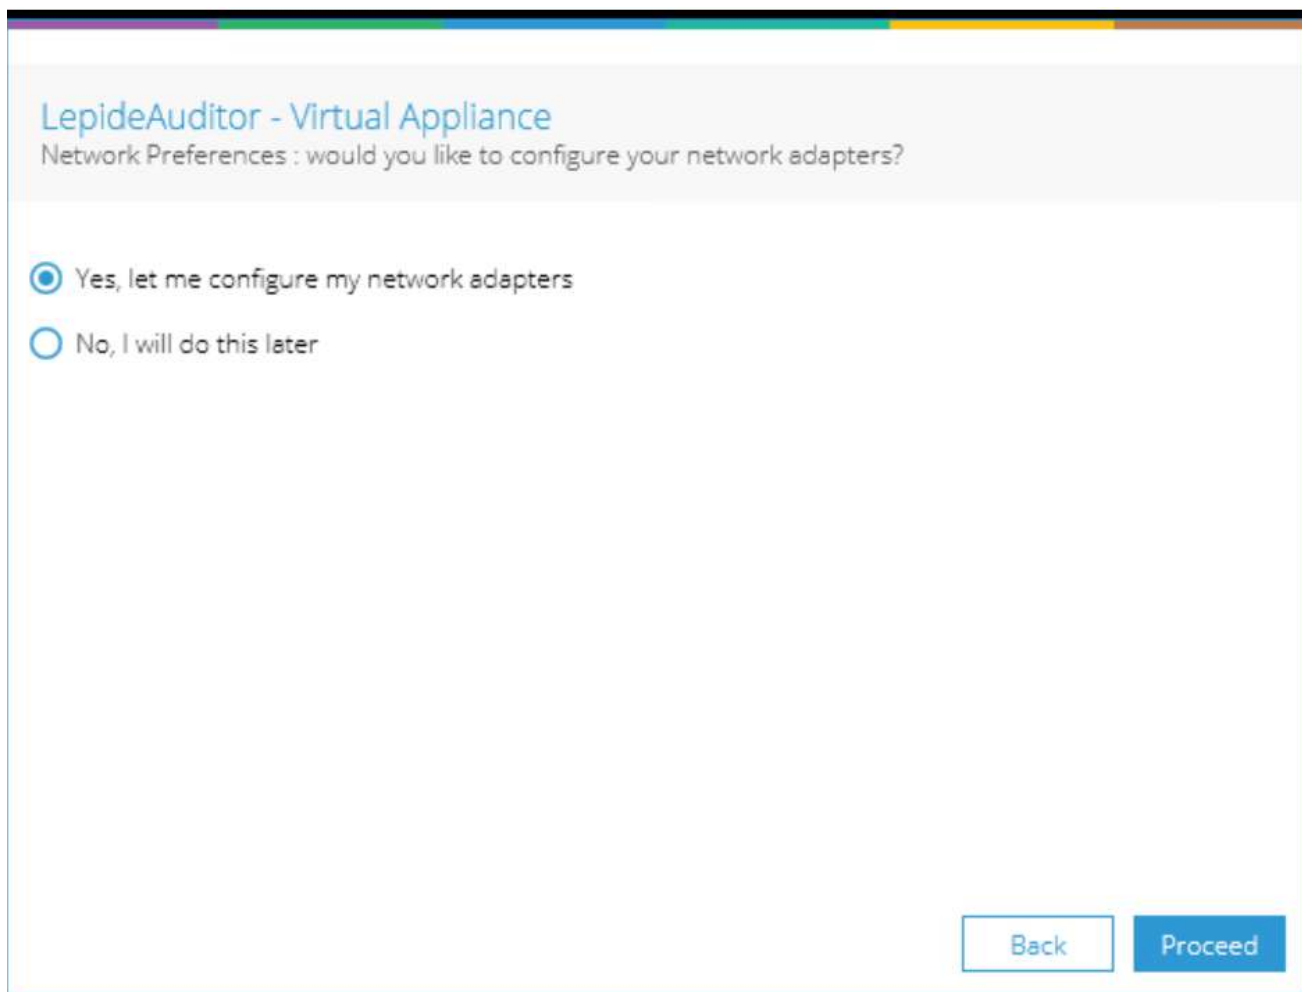 LepideAuditor - Virtual Appliance
Network Preferences : would you like to configure your network adapters?
Yes, let me configure my network adapters
No, I will do this later
Back
Proceed